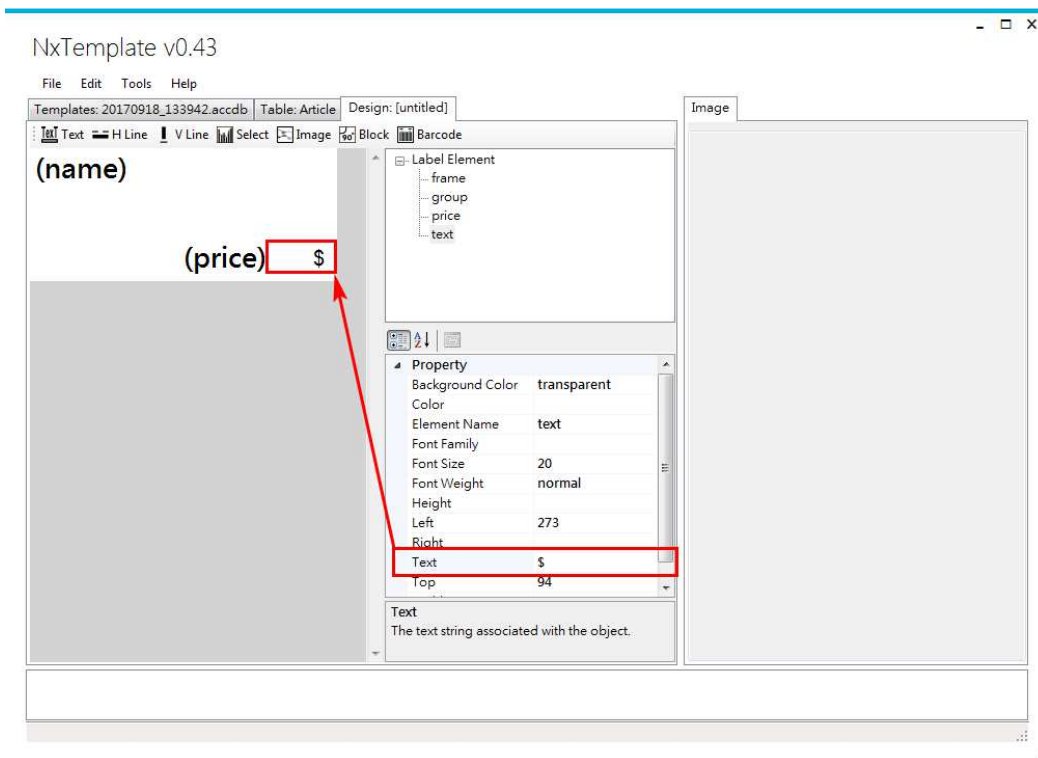 NxTemplate v0.43
File Edit Tools Help
Templates: 20170918_133942.accdb Table: Article Design: [untitled] Image
Text H Line V Line Select Image Block Barcode
(name)
(price) $
Label Element
frame
group
price
text
Property
Background Color transparent
Color
Element Name text
Font Family
Font Size 20
Font Weight normal
Height
Left 273
Right
Text $
Top 94
Text
The text string associated with the object.